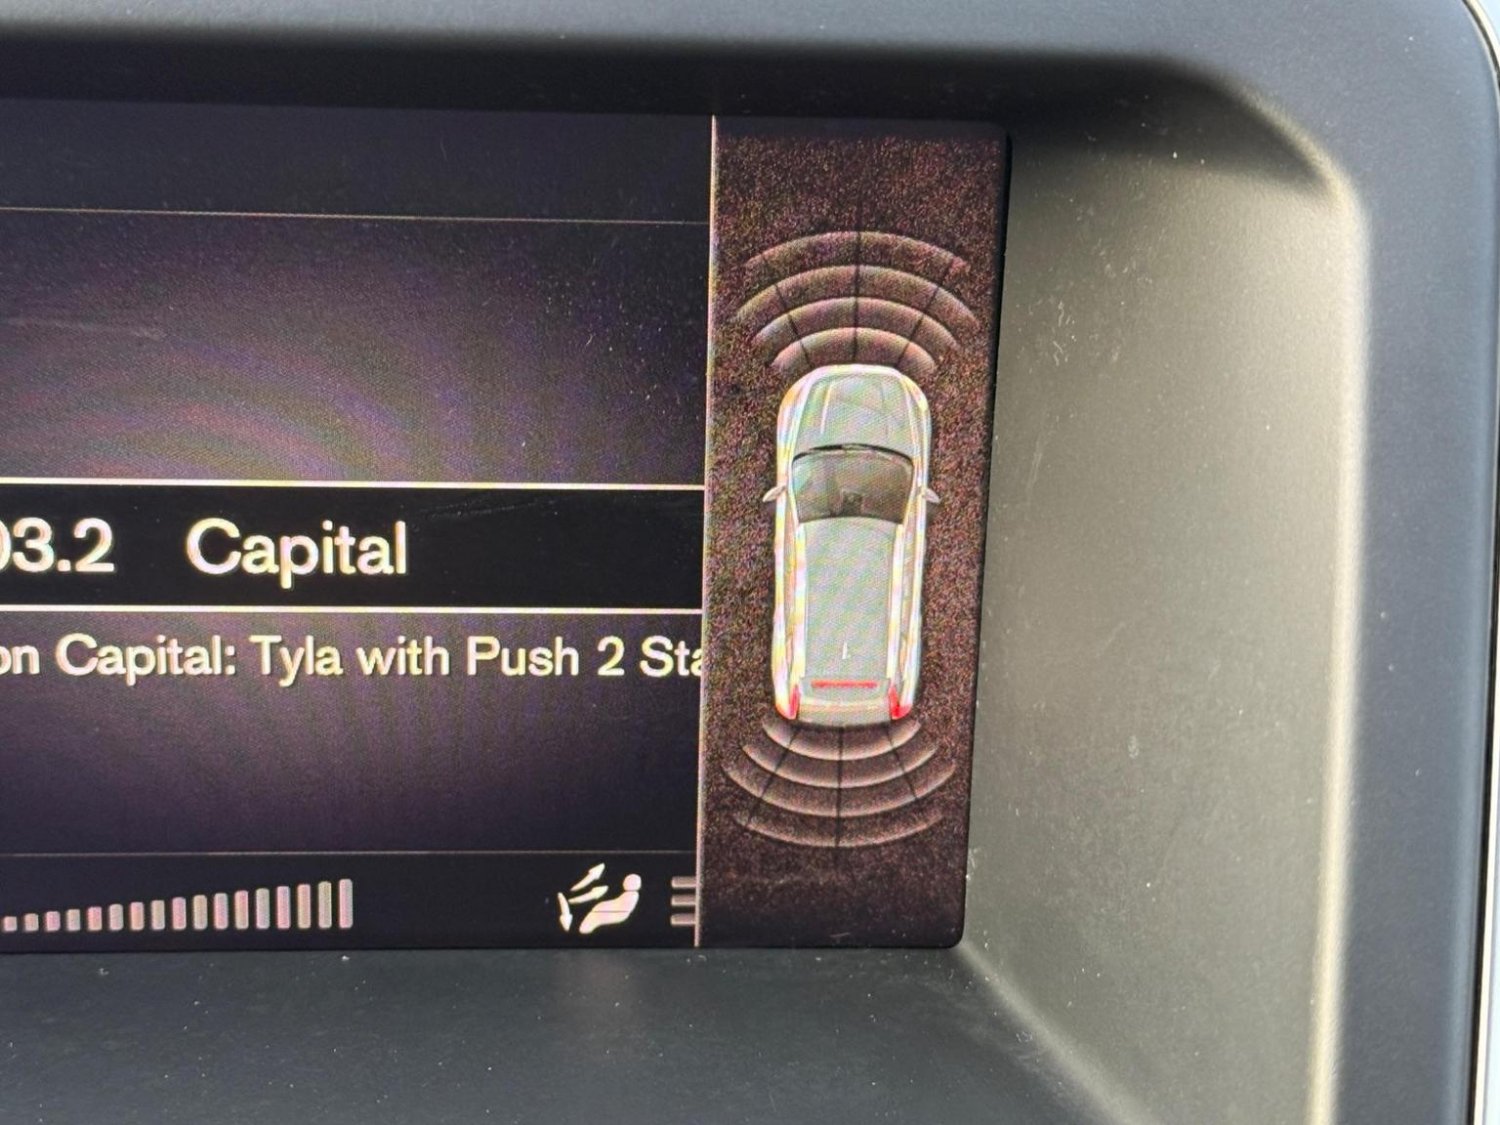 03.2 Capital
on Capital: Tyla with Push 2 Sta